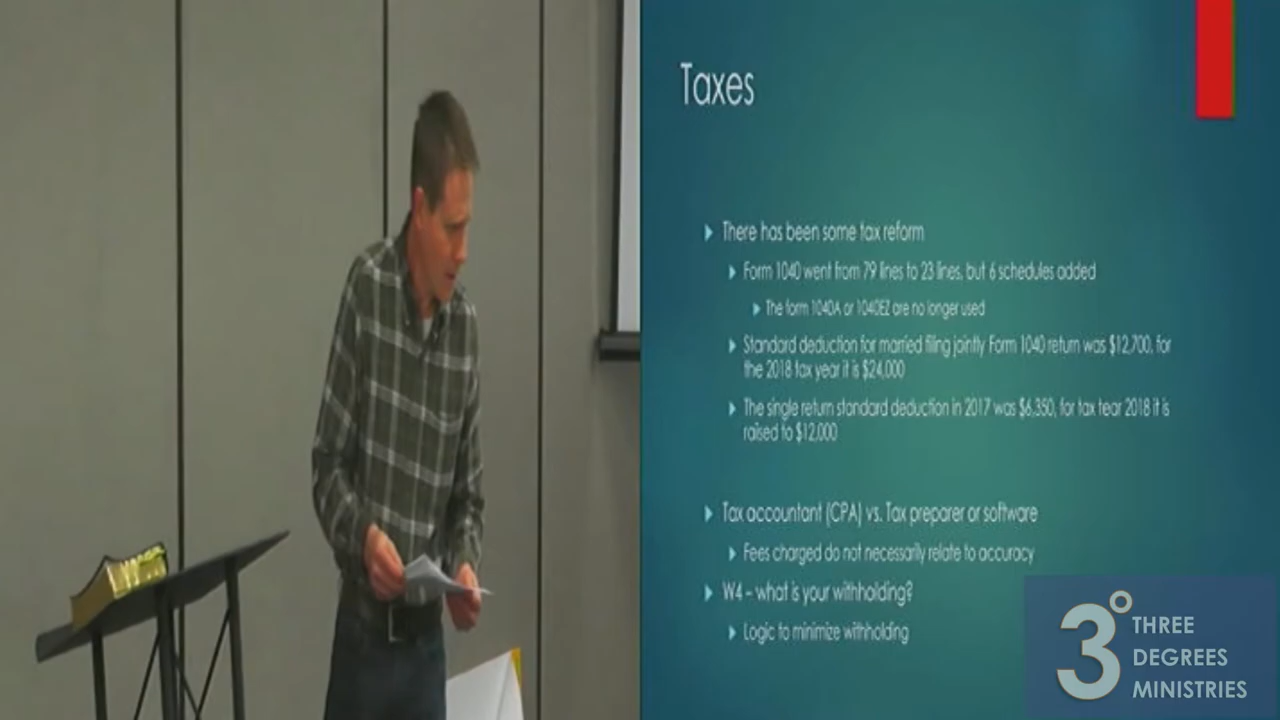 Taxes
There has been some tax reform
Form 1040 went from 79 lines to 23 lines, but 6 schedules added
The form 1040A or 1040EZ are no longer used
Standard deduction for married filing jointly Form 1040 return was $12,700, for
the 2018 tax year it is $24,000
The single return standard deduction in 2017 was $6,350, for tax tear 2018 it is
raised to $12,000
Tax accountant (CPA) vs. Tax preparer or software
Fees charged do not necessarily relate to accuracy
W4 – what is your withholding?
Logic to minimize withholding
3° THREE
DEGREES
MINISTRIES